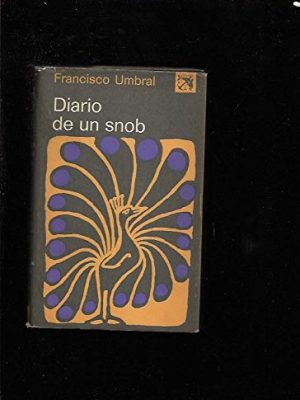 Francisco Umbral
Diario
de un snob